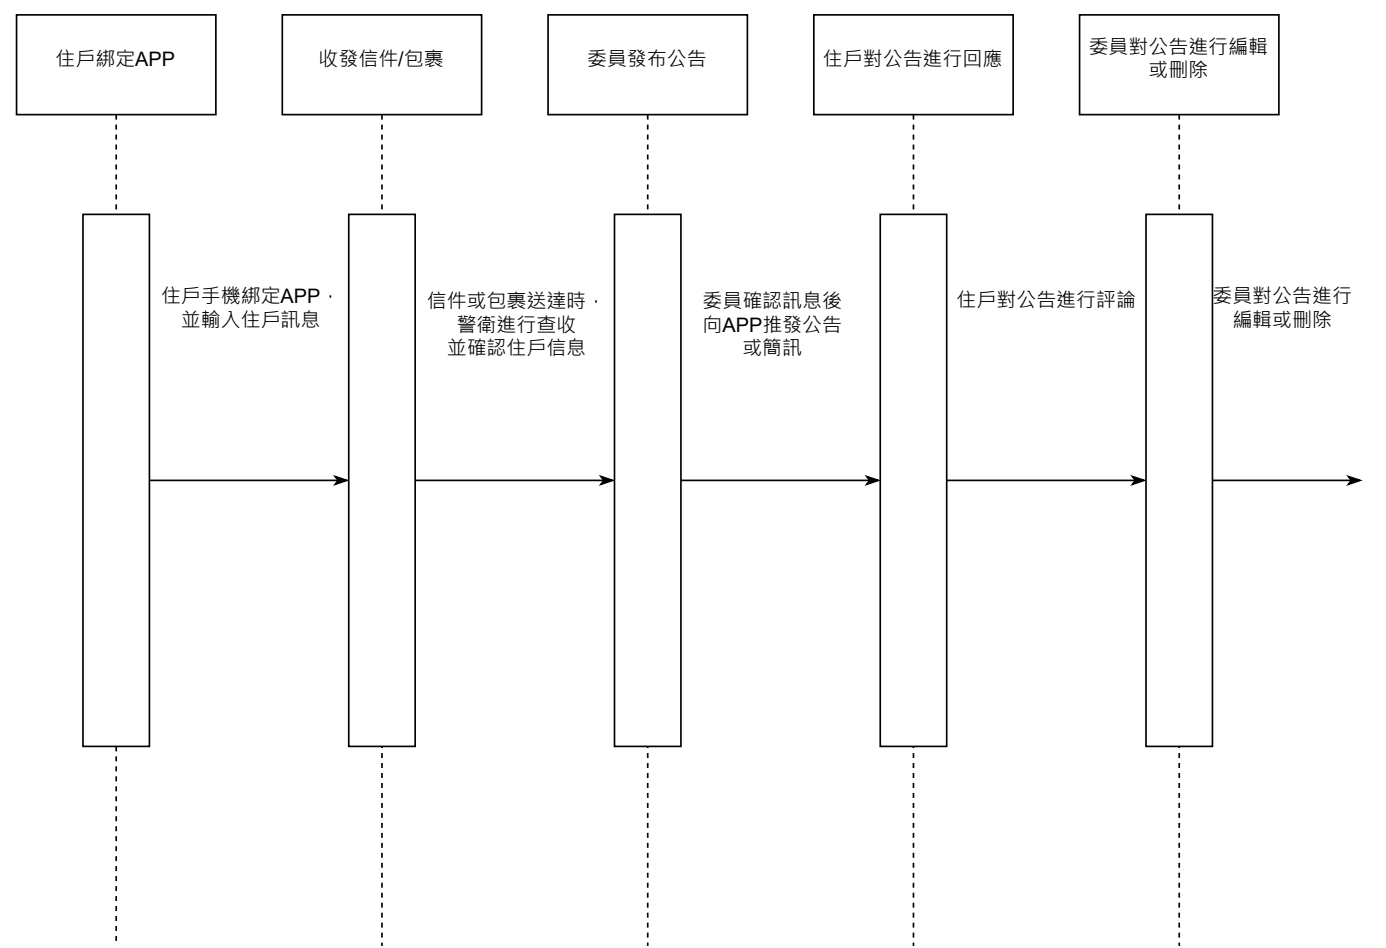 住戶綁定APP
收發信件/包裹
委員發布公告
住戶對公告進行回應
委員對公告進行編輯
或刪除
住戶手機綁定APP，
並輸入住戶訊息
信件或包裹送達時，
警衛進行查收
並確認住戶信息
委員確認訊息後
向APP推發公告
或簡訊
住戶對公告進行評論
委員對公告進行
編輯或刪除